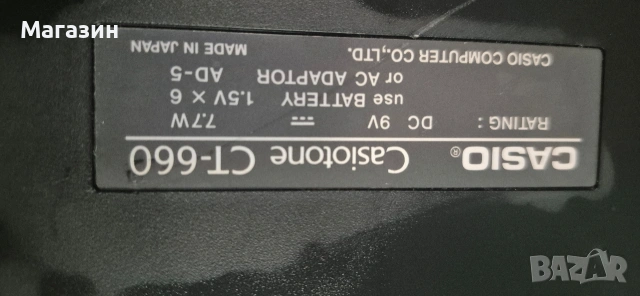 Магазин
CASIO® Casiotone CT-660
RATING: DC 9V ⎓ 7.7W
use BATTERY 1.5V × 6
or AC ADAPTOR AD-5
CASIO COMPUTER CO.,LTD. MADE IN JAPAN
BAZAR